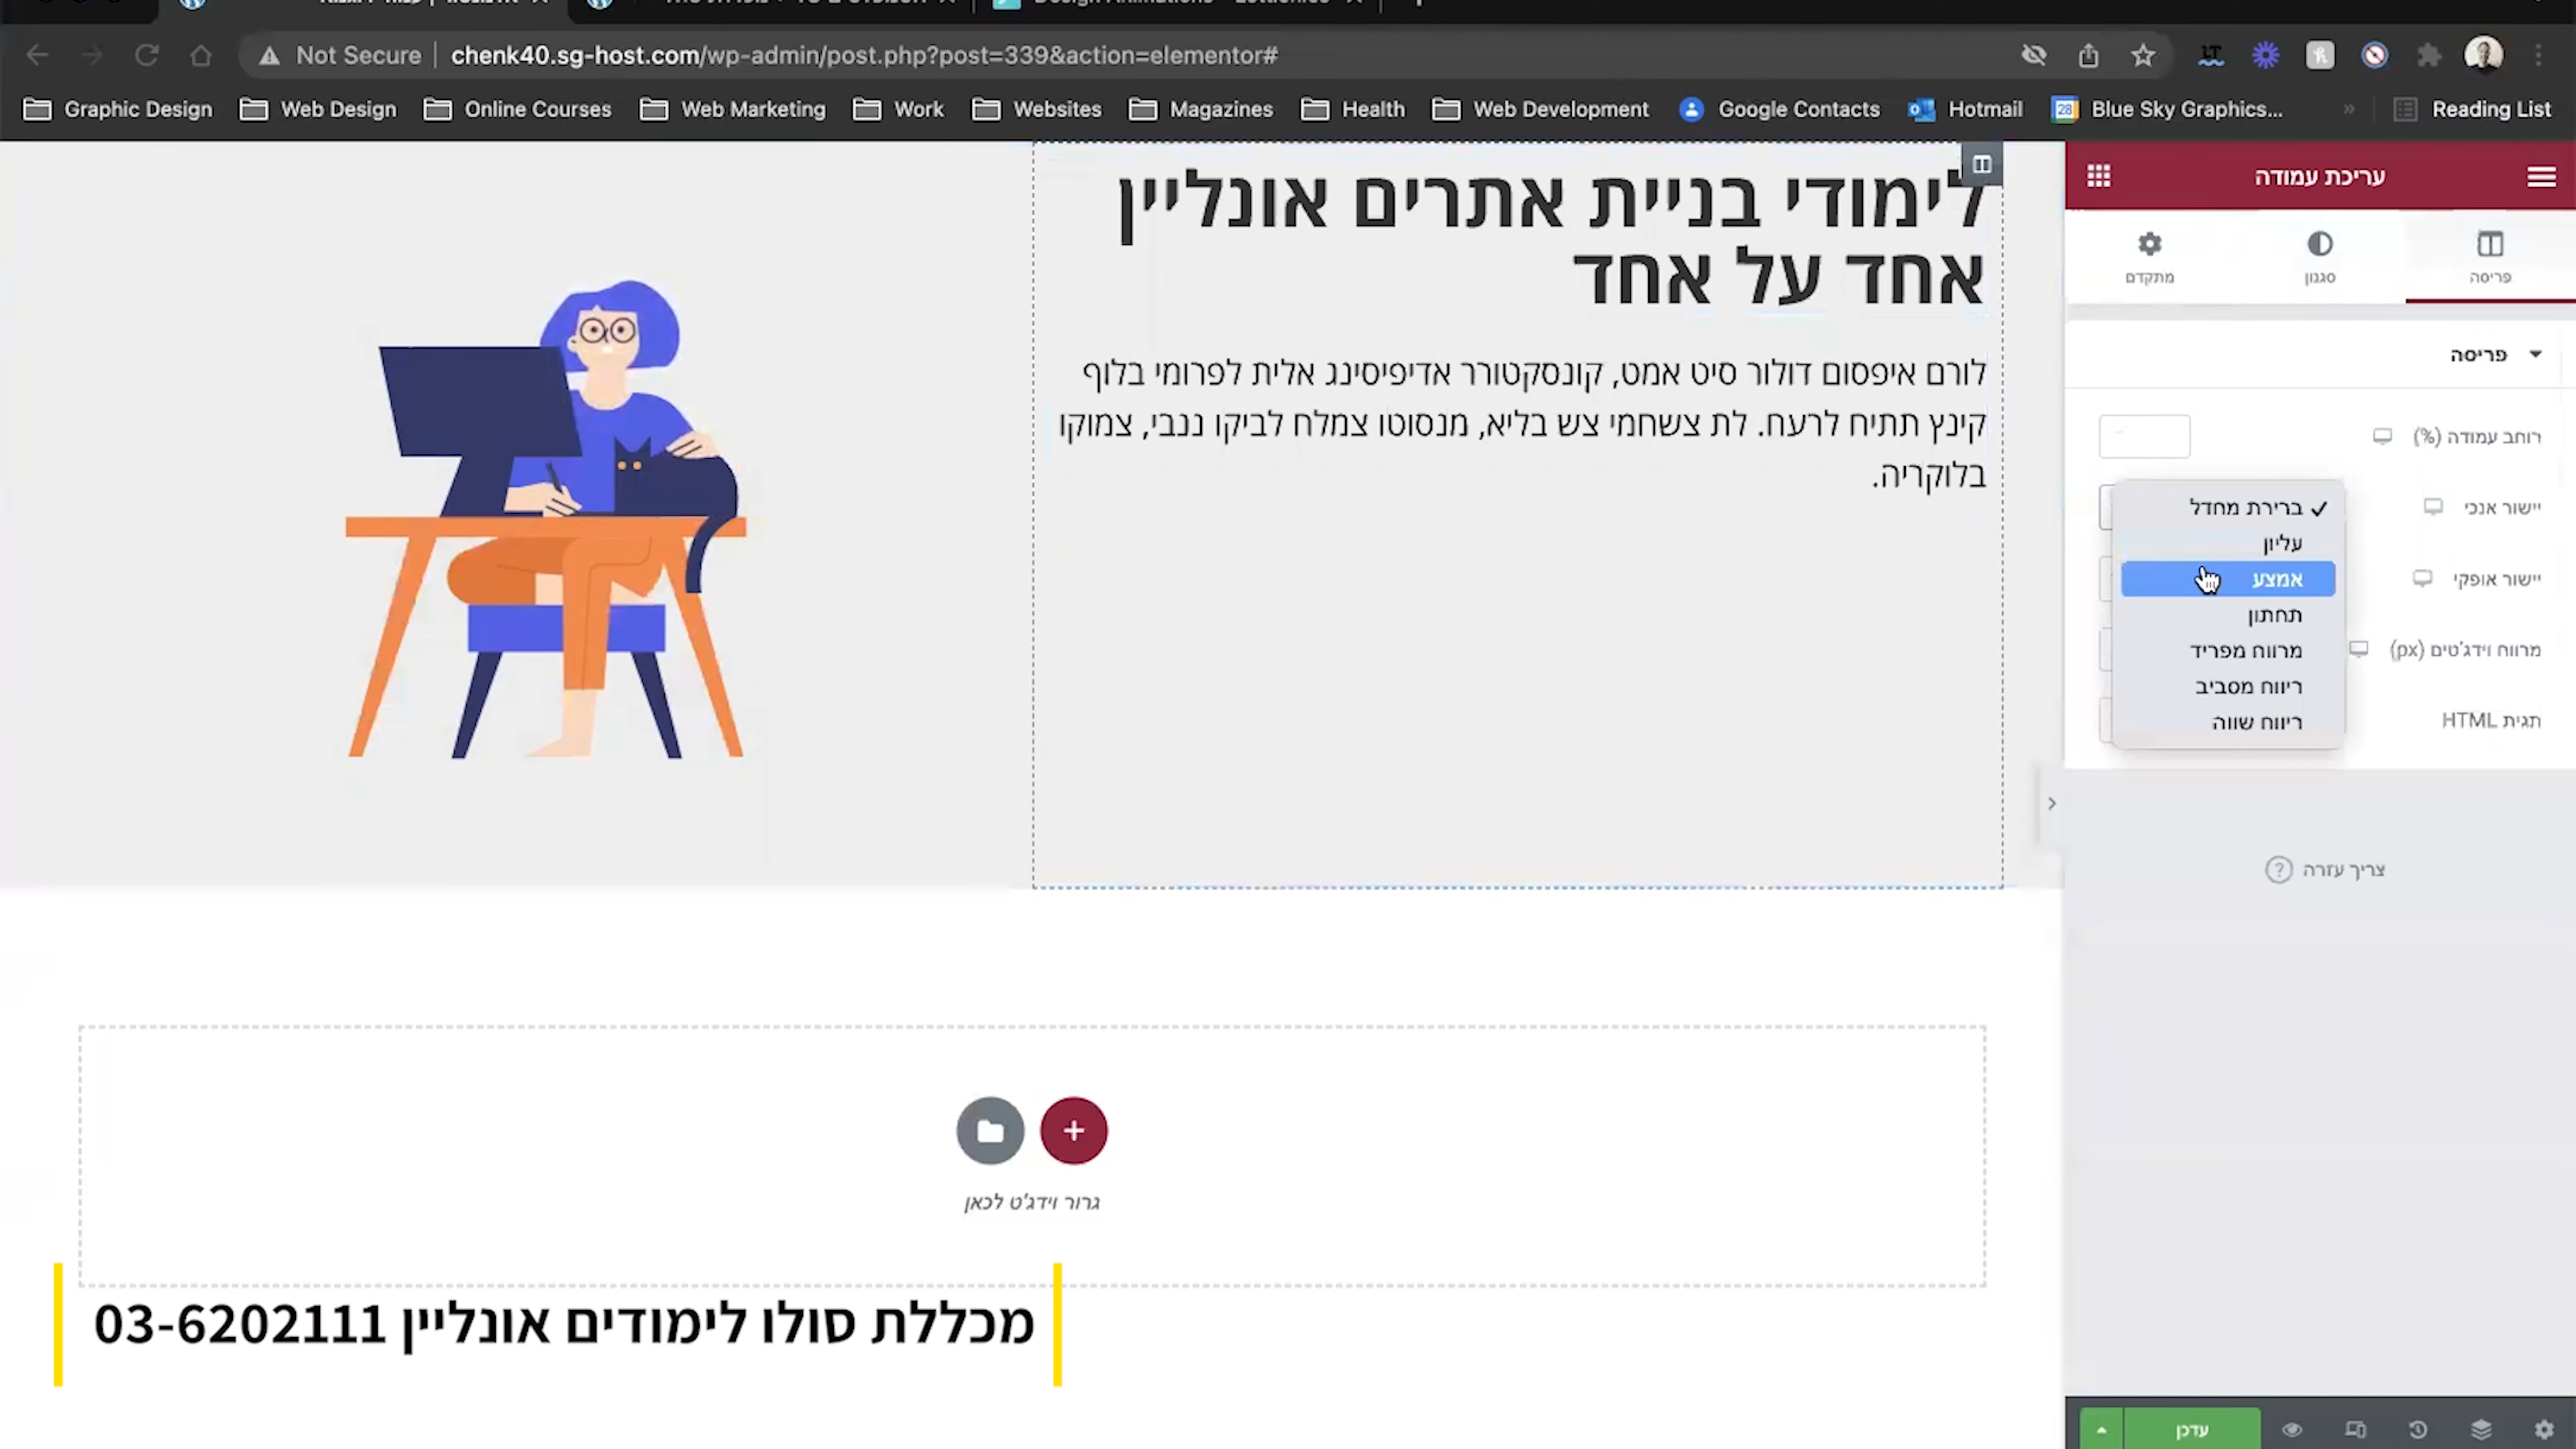 Not Secure
chenk40.sg-host.com/wp-admin/post.php?post=339&action=elementor#
Graphic Design
Web Design
Online Courses
Web Marketing
Work
Websites
Magazines
Health
Web Development
Google Contacts
Hotmail
28
Blue Sky Graphics...
»
Reading List
עריכת עמודה
פריסה
סגנון
מתקדם
פריסה
רוחב עמודה (%)
יישור אנכי
יישור אופקי
מרווח וידג'טים (px)
תגית HTML
ברירת מחדל
עליון
אמצע
תחתון
מרווח מפריד
ריווח מסביב
ריווח שווה
צריך עזרה
עדכן
לימודי בניית אתרים אונליין
אחד על אחד
לורם איפסום דולור סיט אמט, קונסקטורר אדיפיסינג אלית לפרומי בלוף
קינץ תתיח לרעח. לת צשחמי צש בליא, מנסוטו צמלח לביקו ננבי, צמוקו
בלוקריה.
גרור וידג'ט לכאן
מכללת סולו לימודים אונליין 03-6202111